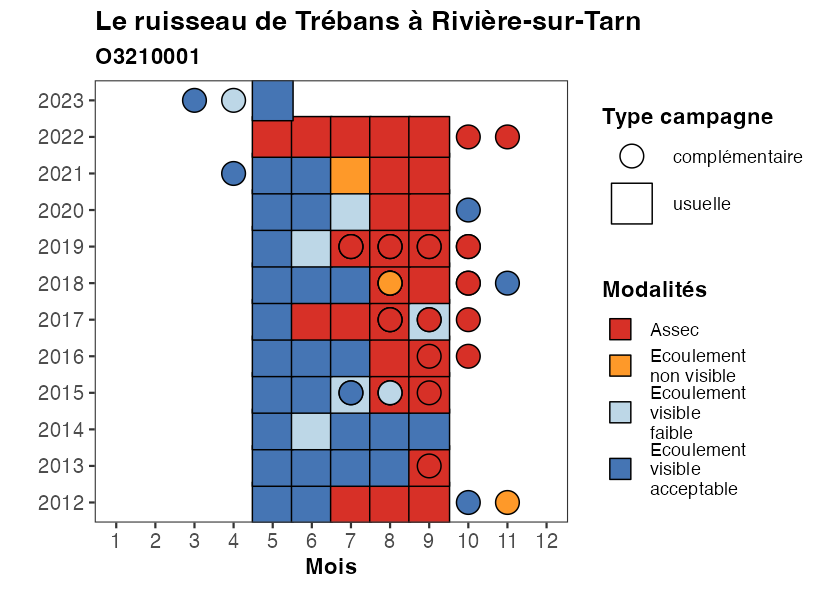 Le ruisseau de Trébans à Rivière-sur-Tarn
O3210001
2023
2022
2021
2020
2019
2018
2017
2016
2015
2014
2013
2012
1 2 3 4 5 6 7 8 9 10 11 12
Mois
Type campagne
complémentaire
usuelle
Modalités
Assec
Ecoulement
non visible
Ecoulement
visible
faible
Ecoulement
visible
acceptable